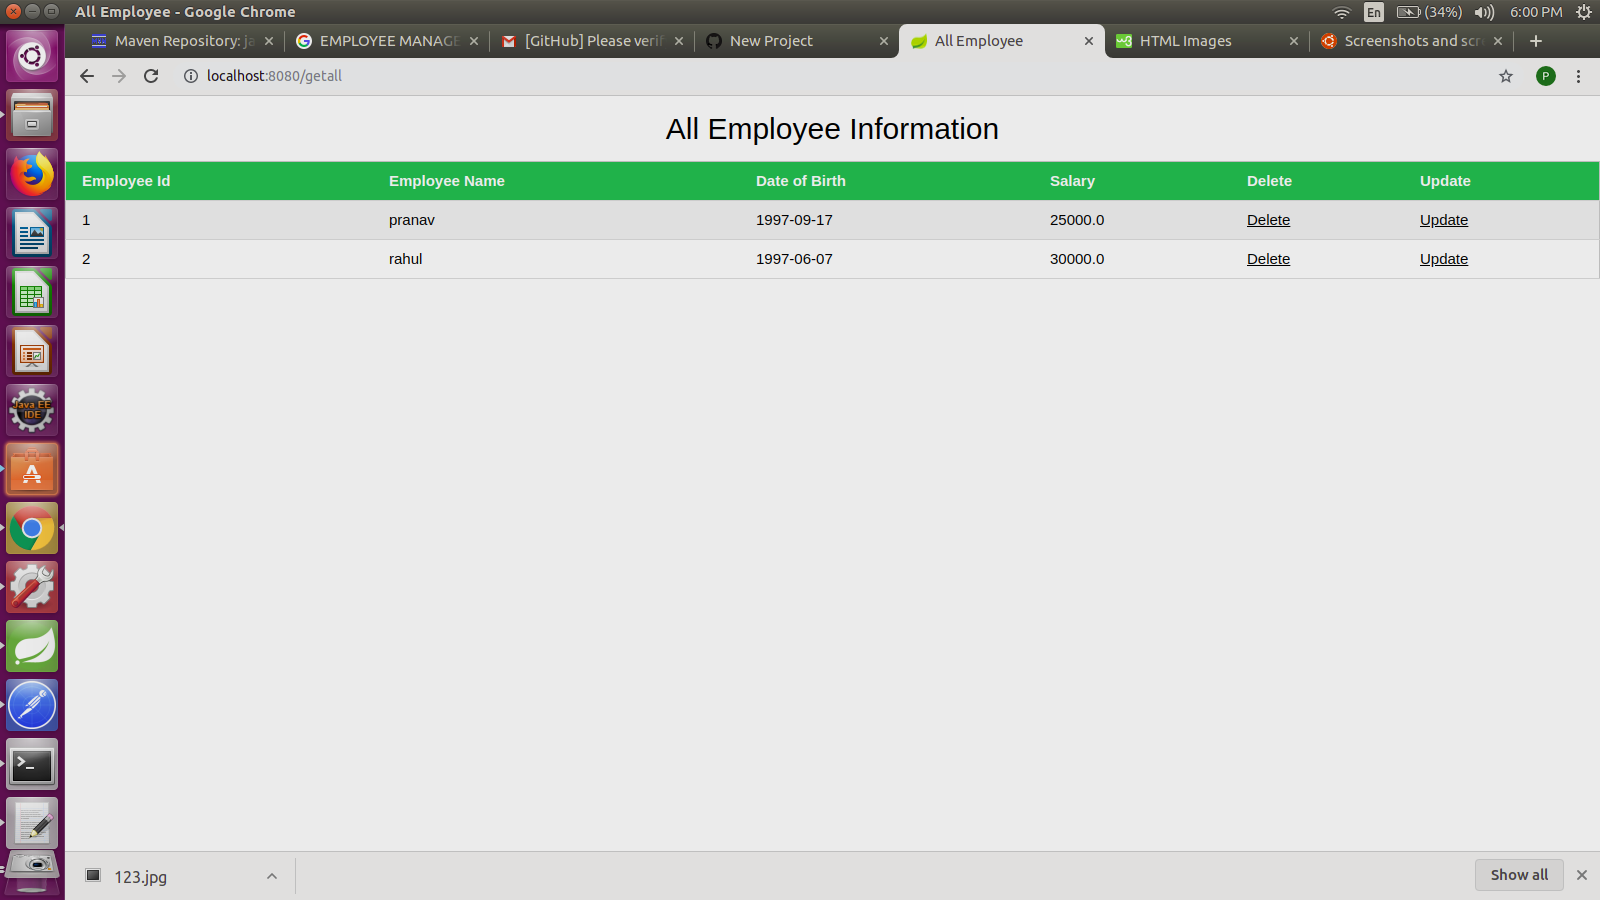 All Employee - Google Chrome
En (34%) 6:00 PM
Maven Repository: ja
EMPLOYEE MANAGE
[GitHub] Please verif
New Project
All Employee
HTML Images
Screenshots and scr
localhost:8080/getall
P
All Employee Information
Employee Id Employee Name Date of Birth Salary Delete Update
1 pranav 1997-09-17 25000.0 Delete Update
2 rahul 1997-06-07 30000.0 Delete Update
Java EE
IDE
123.jpg
Show all